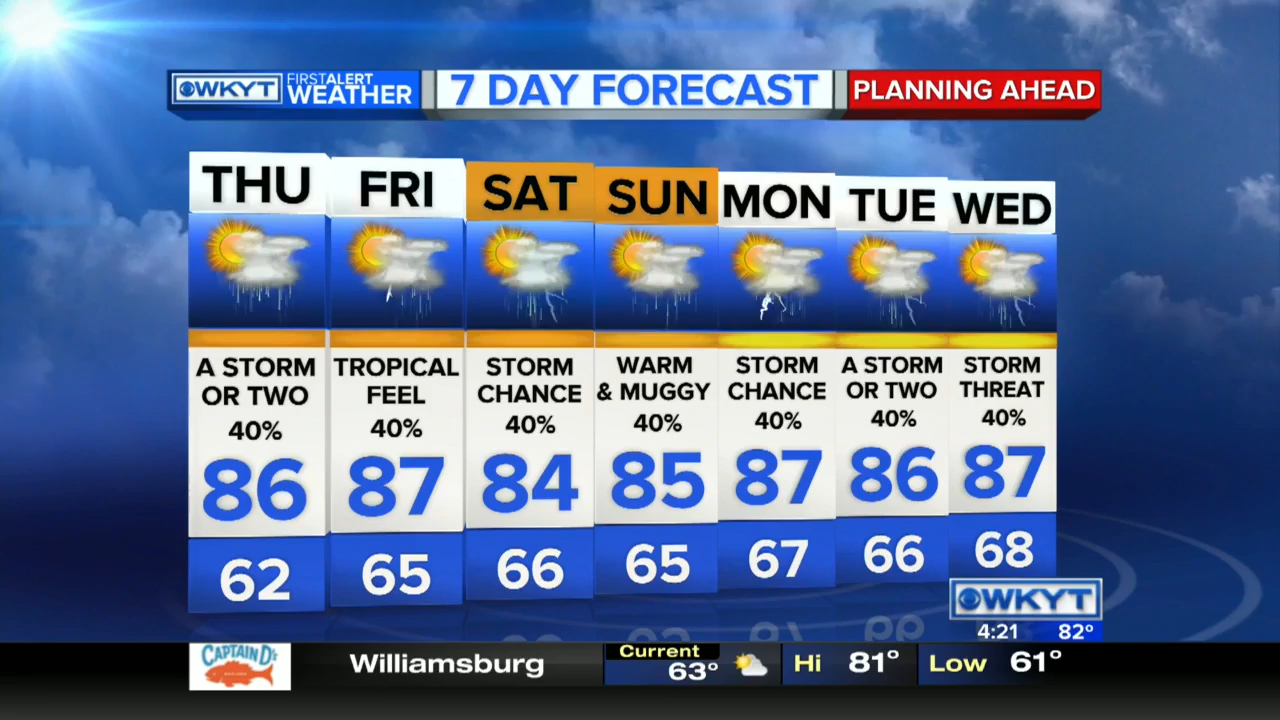 WKYT FIRST ALERT WEATHER 7 DAY FORECAST PLANNING AHEAD
THU FRI SAT SUN MON TUE WED
A STORM OR TWO
40%
86
62
TROPICAL FEEL
40%
87
65
STORM CHANCE
40%
84
66
WARM & MUGGY
40%
85
65
STORM CHANCE
40%
87
67
A STORM OR TWO
40%
86
66
STORM THREAT
40%
87
68
WKYT
4:21 82°
CAPTAIN D's
Williamsburg
Current
63°
Hi 81°
Low 61°